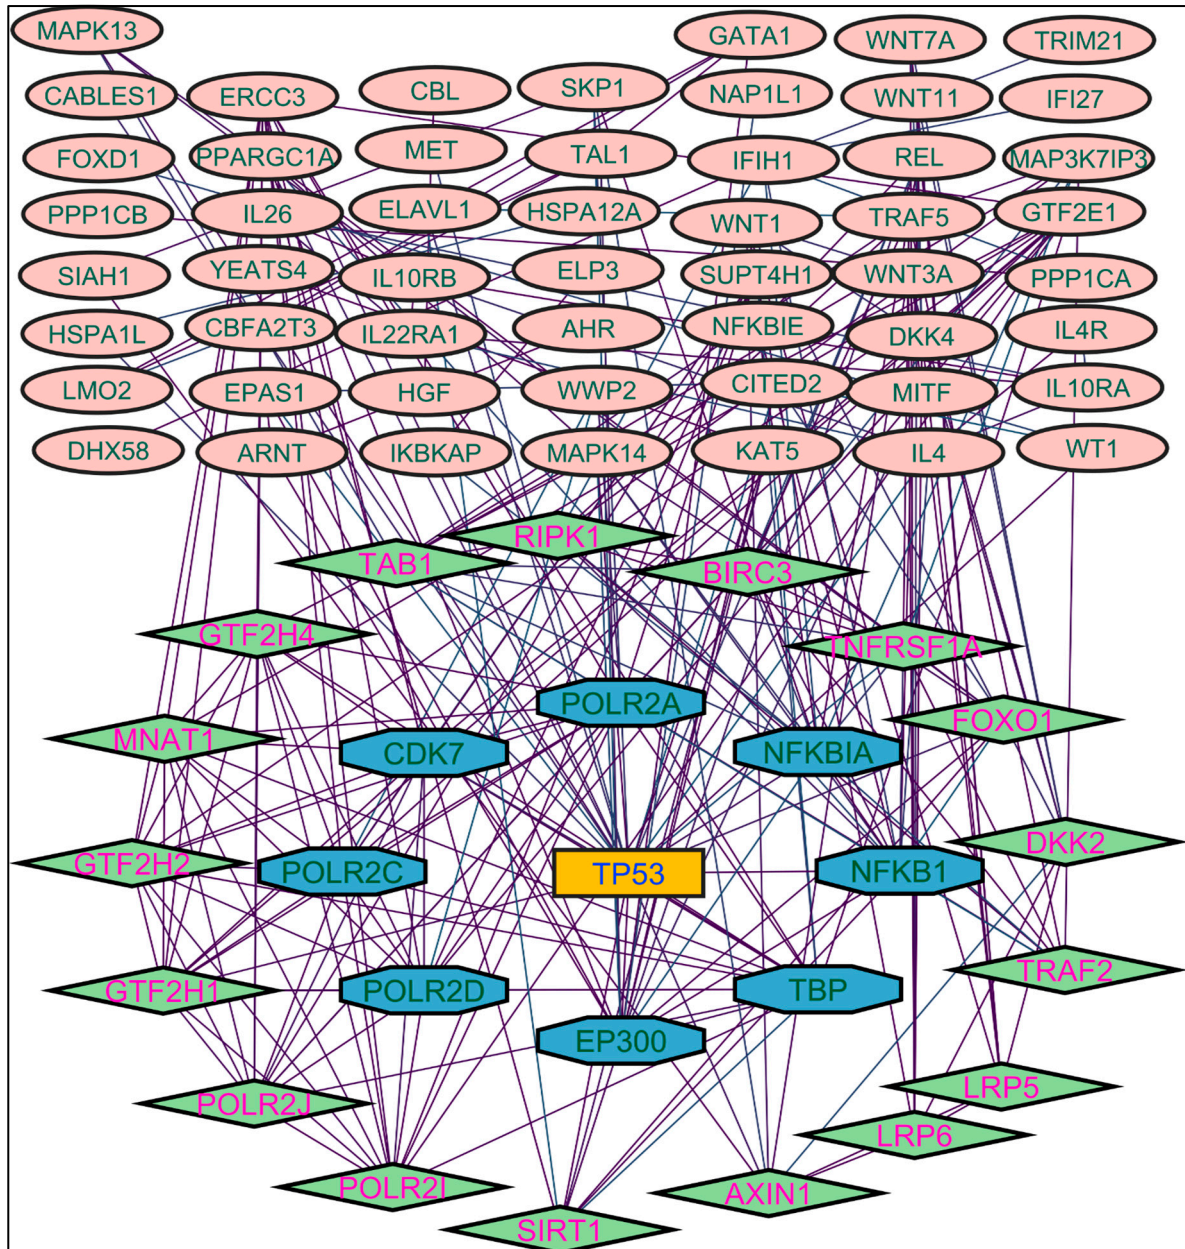 MAPK13
GATA1
WNT7A
TRIM21
CABLES1
ERCC3
CBL
SKP1
NAP1L1
WNT11
IFI27
FOXD1
PPARGC1A
MET
TAL1
IFIH1
REL
MAP3K7IP3
PPP1CB
IL26
ELAVL1
HSPA12A
WNT1
TRAF5
GTF2E1
SIAH1
YEATS4
IL10RB
ELP3
SUPT4H1
WNT3A
PPP1CA
HSPA1L
CBFA2T3
IL22RA1
AHR
NFKBIE
DKK4
IL4R
LMO2
EPAS1
HGF
WWP2
CITED2
MITF
IL10RA
DHX58
ARNT
IKBKAP
MAPK14
KAT5
IL4
WT1
RIPK1
TAB1
BIRC3
GTF2H4
TNFRSF1A
POLR2A
FOXO1
MNAT1
CDK7
NFKBIA
DKK2
GTF2H2
POLR2C
TP53
NFKB1
TRAF2
GTF2H1
POLR2D
TBP
EP300
LRP5
POLR2J
LRP6
POLR2I
AXIN1
SIRT1